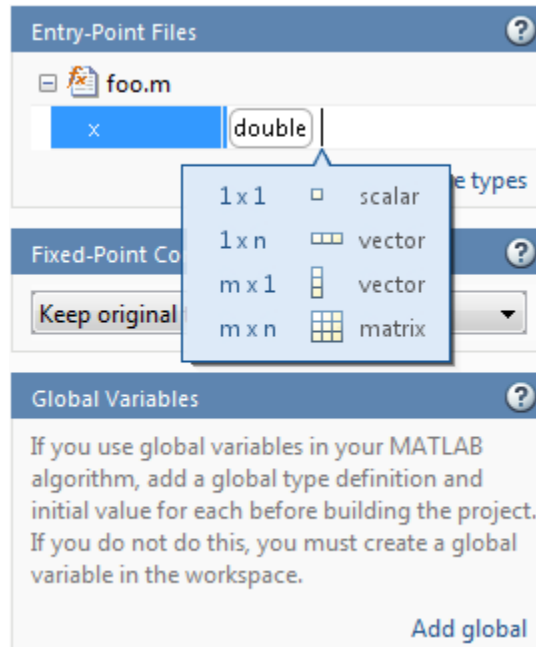 Entry-Point Files ?
foo.m
x double
e types
1 x 1 scalar
1 x n vector
m x 1 vector
m x n matrix
Fixed-Point Co ?
Keep original
Global Variables ?
If you use global variables in your MATLAB
algorithm, add a global type definition and
initial value for each before building the project.
If you do not do this, you must create a global
variable in the workspace.
Add global